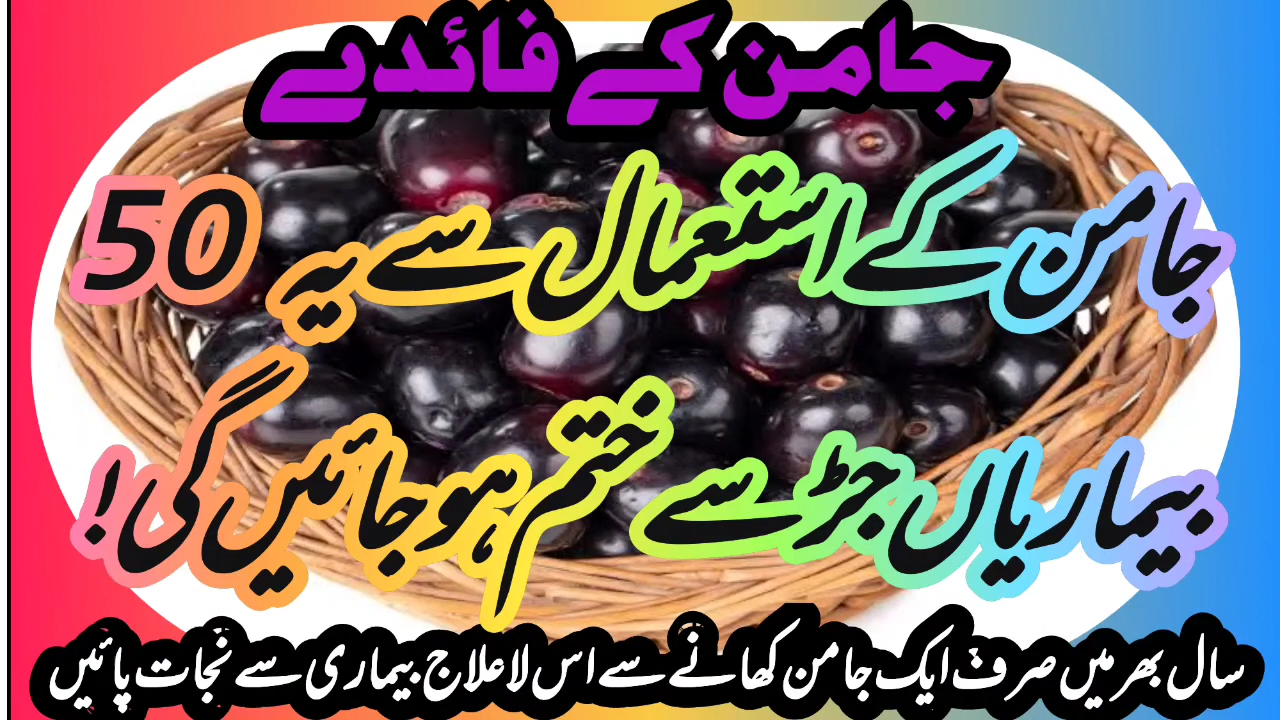 جامن کے فائدے
جامن کے استعمال سے یہ 50
بیماریاں جڑ سے ختم ہو جائیں گی!
سال بھر میں صرف ایک جامن کھانے سے اس لاعلاج بیماری سے نجات پائیں